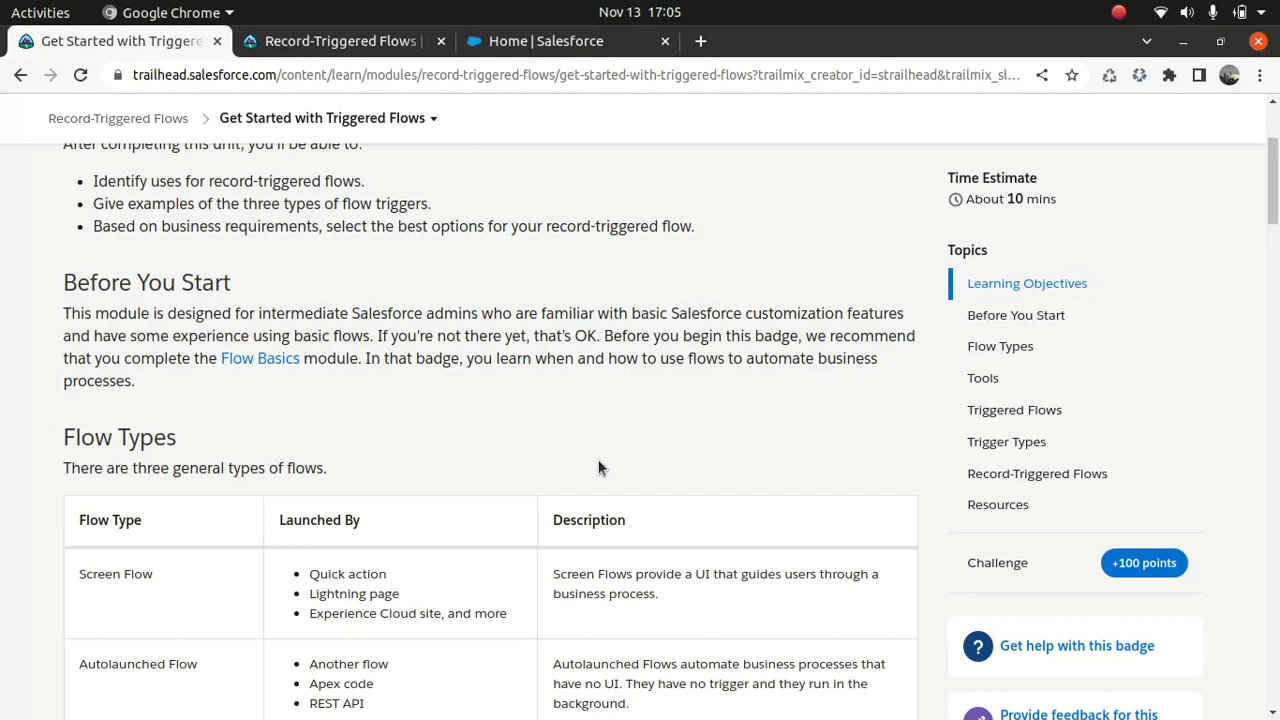 Activities
Google Chrome
Nov 13 17:05
Get Started with Triggere
Record-Triggered Flows |
Home | Salesforce
trailhead.salesforce.com/content/learn/modules/record-triggered-flows/get-started-with-triggered-flows?trailmix_creator_id=strailhead&trailmix_sl...
Record-Triggered Flows
Get Started with Triggered Flows
After completing this unit, you'll be able to:
• Identify uses for record-triggered flows.
• Give examples of the three types of flow triggers.
• Based on business requirements, select the best options for your record-triggered flow.
Before You Start
This module is designed for intermediate Salesforce admins who are familiar with basic Salesforce customization features
and have some experience using basic flows. If you're not there yet, that's OK. Before you begin this badge, we recommend
that you complete the Flow Basics module. In that badge, you learn when and how to use flows to automate business
processes.
Flow Types
There are three general types of flows.
Flow Type
Launched By
Description
Screen Flow
• Quick action
• Lightning page
• Experience Cloud site, and more
Screen Flows provide a UI that guides users through a
business process.
Autolaunched Flow
• Another flow
• Apex code
• REST API
Autolaunched Flows automate business processes that
have no UI. They have no trigger and they run in the
background.
Time Estimate
About 10 mins
Topics
Learning Objectives
Before You Start
Flow Types
Tools
Triggered Flows
Trigger Types
Record-Triggered Flows
Resources
Challenge
+100 points
? Get help with this badge
Provide feedback for this